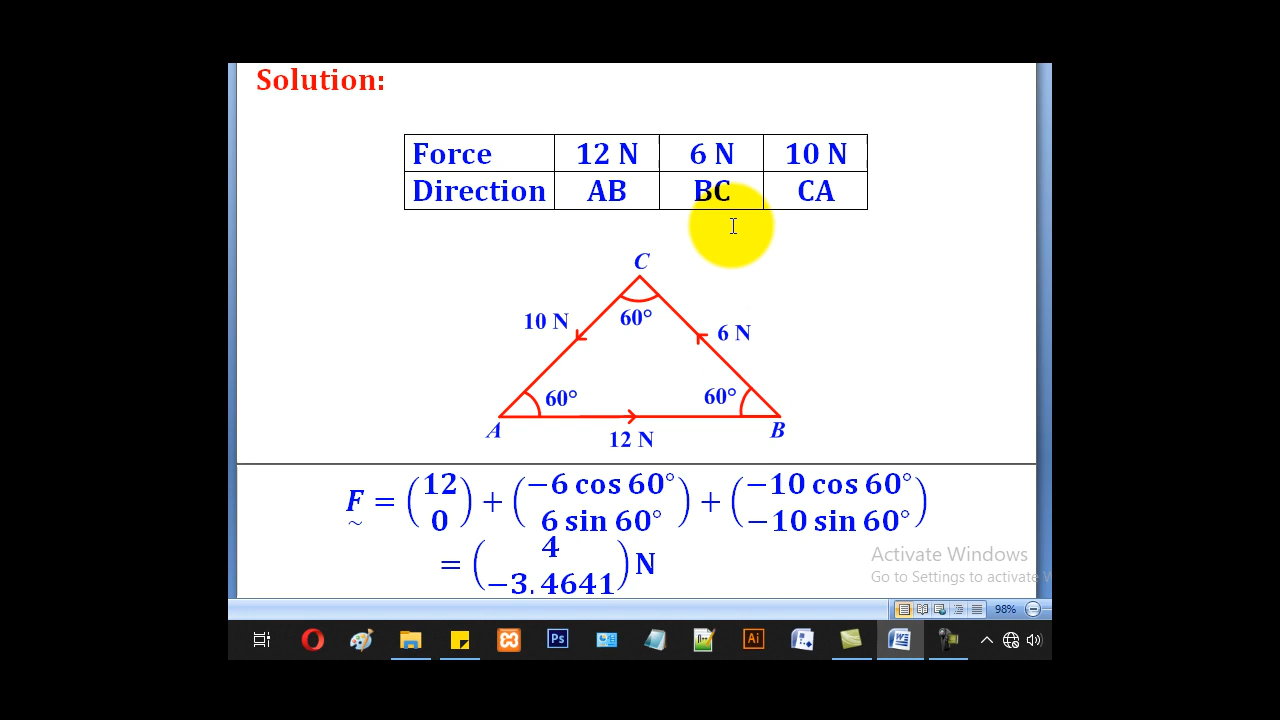 Solution:
Force 12 N 6 N 10 N
Direction AB BC CA
C
10 N 60° 6 N
60° 60°
A B
12 N
F = (12 0) + (−6 cos 60° 6 sin 60°) + (−10 cos 60° −10 sin 60°)
~
= (4 −3.4641) N
Activate Windows
Go to Settings to activate W
98%
Ps
Ai
W